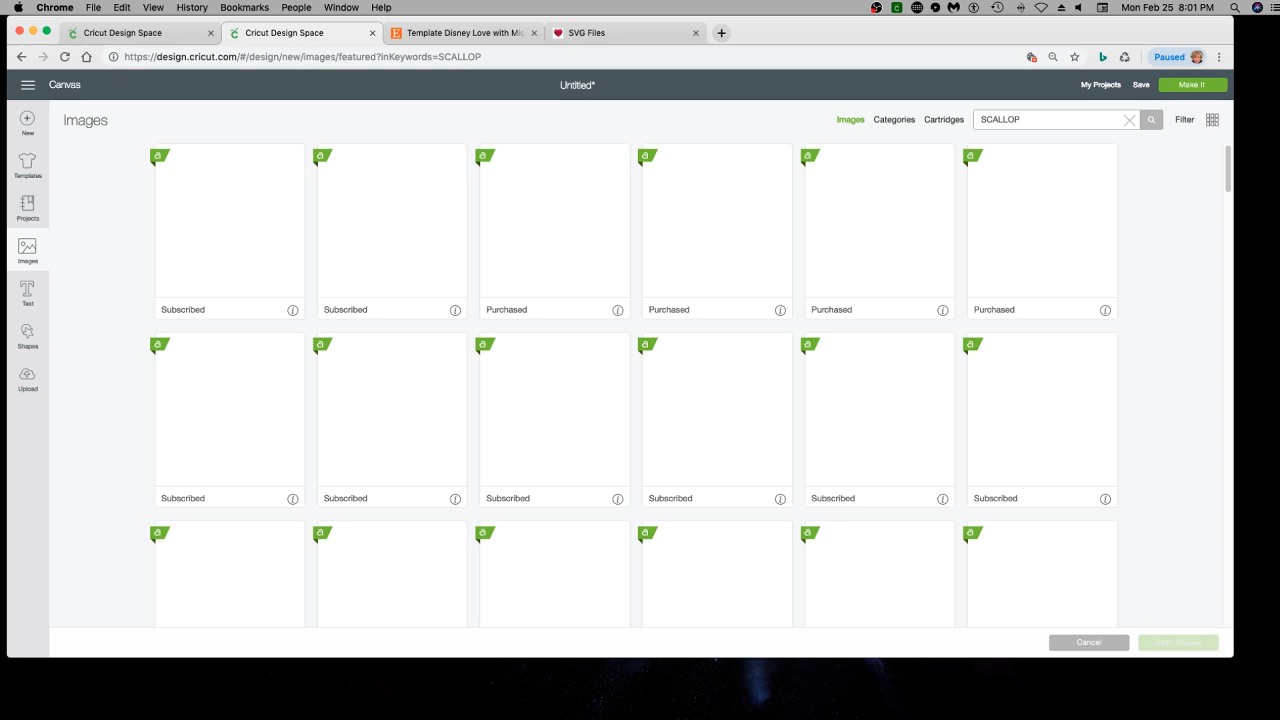 Chrome File Edit View History Bookmarks People Window Help Mon Feb 25 8:01 PM
Cricut Design Space Cricut Design Space Template Disney Love with Mic SVG Files
https://design.cricut.com/#/design/new/images/featured?inKeywords=SCALLOP Paused
Canvas Untitled* My Projects Save Make It
New
Templates
Projects
Images
Text
Shapes
Upload
Images Images Categories Cartridges SCALLOP Filter
a a a a a a
Subscribed Subscribed Purchased Purchased Purchased Purchased
a a a a a a
Subscribed Subscribed Subscribed Subscribed Subscribed Subscribed
a a a a a a
Cancel Insert Images